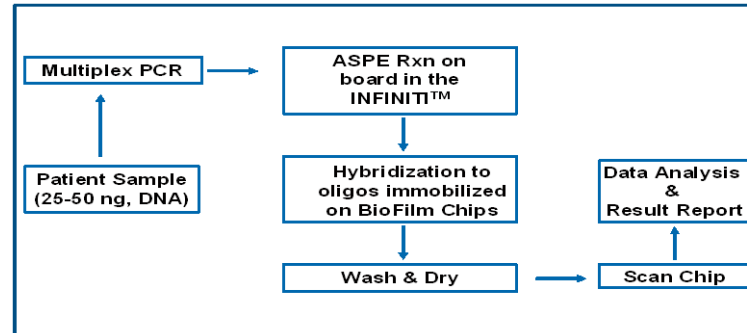 Multiplex PCR
ASPE Rxn on
board in the
INFINITI™
Patient Sample
(25-50 ng, DNA)
Hybridization to
oligos immobilized
on BioFilm Chips
Data Analysis
&
Result Report
Wash & Dry
Scan Chip